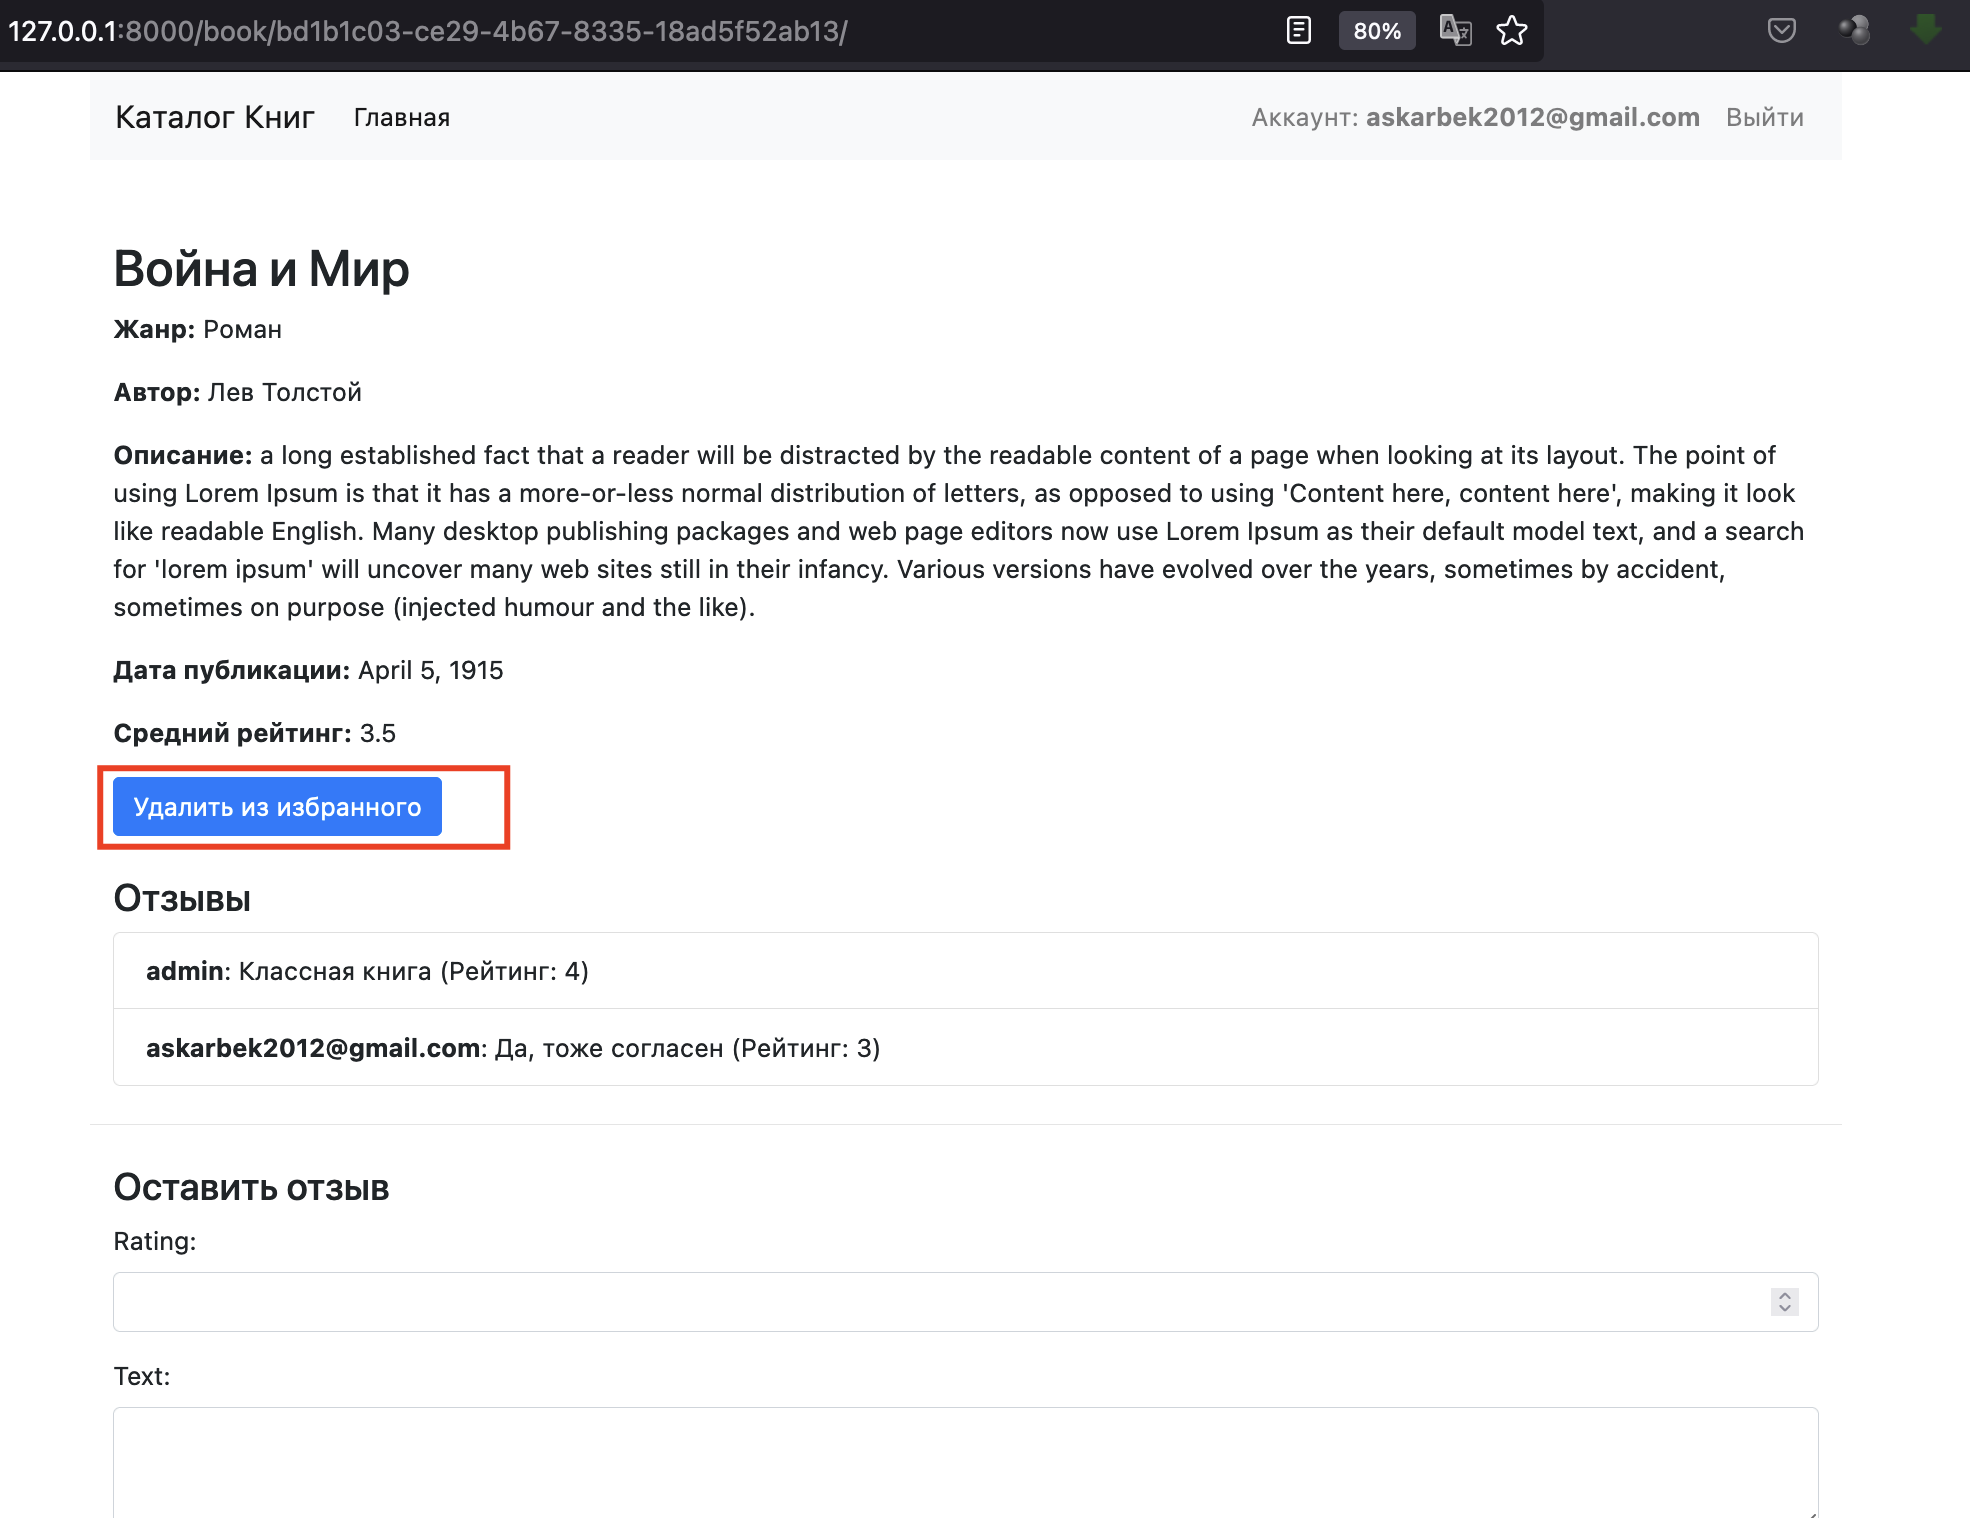 127.0.0.1:8000/book/bd1b1c03-ce29-4b67-8335-18ad5f52ab13/ 80%
Каталог Книг Главная Аккаунт: askarbek2012@gmail.com Выйти
Война и Мир
Жанр: Роман
Автор: Лев Толстой
Описание: a long established fact that a reader will be distracted by the readable content of a page when looking at its layout. The point of
using Lorem Ipsum is that it has a more-or-less normal distribution of letters, as opposed to using 'Content here, content here', making it look
like readable English. Many desktop publishing packages and web page editors now use Lorem Ipsum as their default model text, and a search
for 'lorem ipsum' will uncover many web sites still in their infancy. Various versions have evolved over the years, sometimes by accident,
sometimes on purpose (injected humour and the like).
Дата публикации: April 5, 1915
Средний рейтинг: 3.5
Удалить из избранного
Отзывы
admin: Классная книга (Рейтинг: 4)
askarbek2012@gmail.com: Да, тоже согласен (Рейтинг: 3)
Оставить отзыв
Rating:
Text: